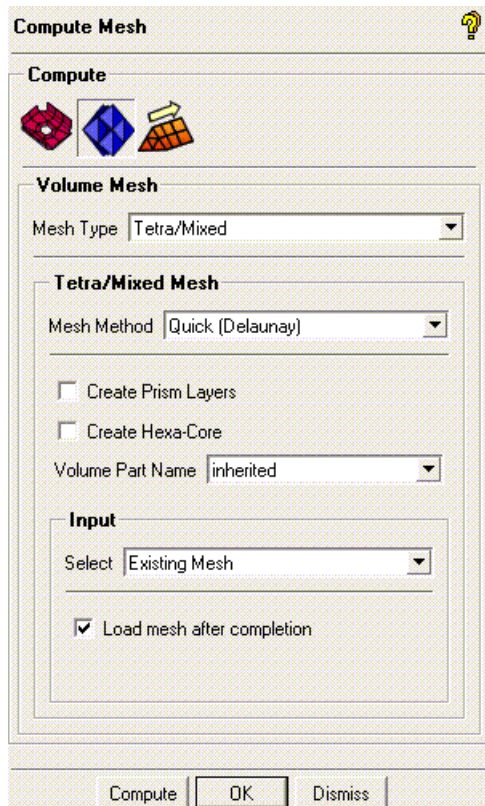 Compute Mesh
Compute
Volume Mesh
Mesh Type Tetra/Mixed
Tetra/Mixed Mesh
Mesh Method Quick (Delaunay)
Create Prism Layers
Create Hexa-Core
Volume Part Name inherited
Input
Select Existing Mesh
Load mesh after completion
Compute OK Dismiss